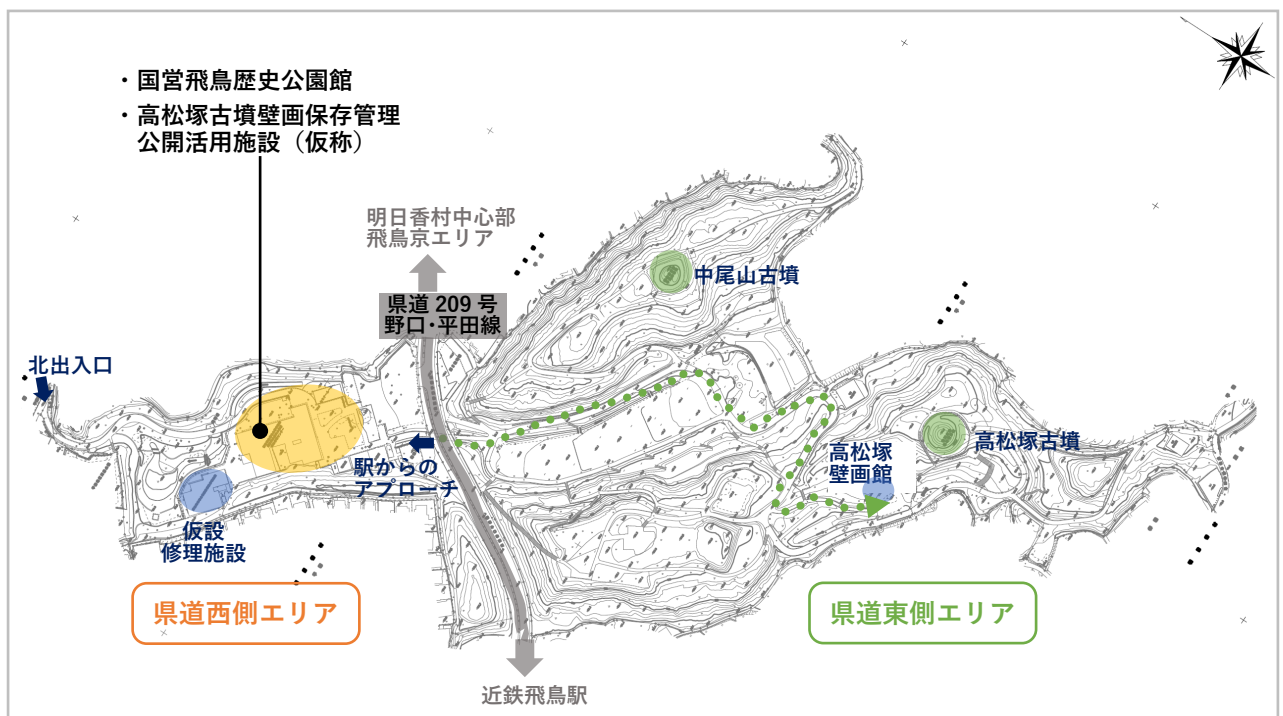 ・国営飛鳥歴史公園館
・高松塚古墳壁画保存管理
公開活用施設（仮称）
明日香村中心部
飛鳥京エリア
県道 209 号
野口・平田線
中尾山古墳
北出入口
駅からの
アプローチ
高松塚
壁画館
高松塚古墳
仮設
修理施設
県道西側エリア
県道東側エリア
近鉄飛鳥駅